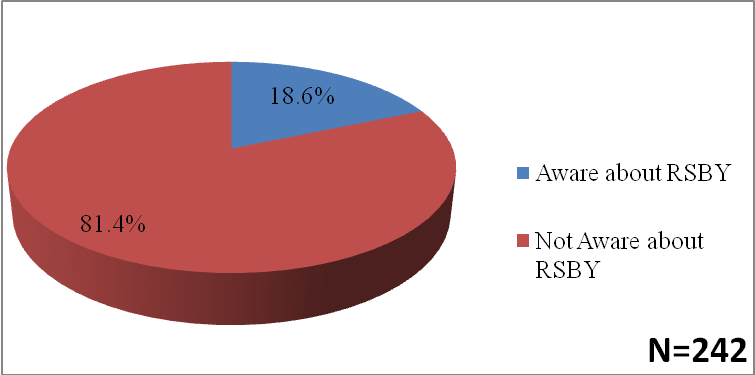 18.6%
81.4%
Aware about RSBY
Not Aware about
RSBY
N=242